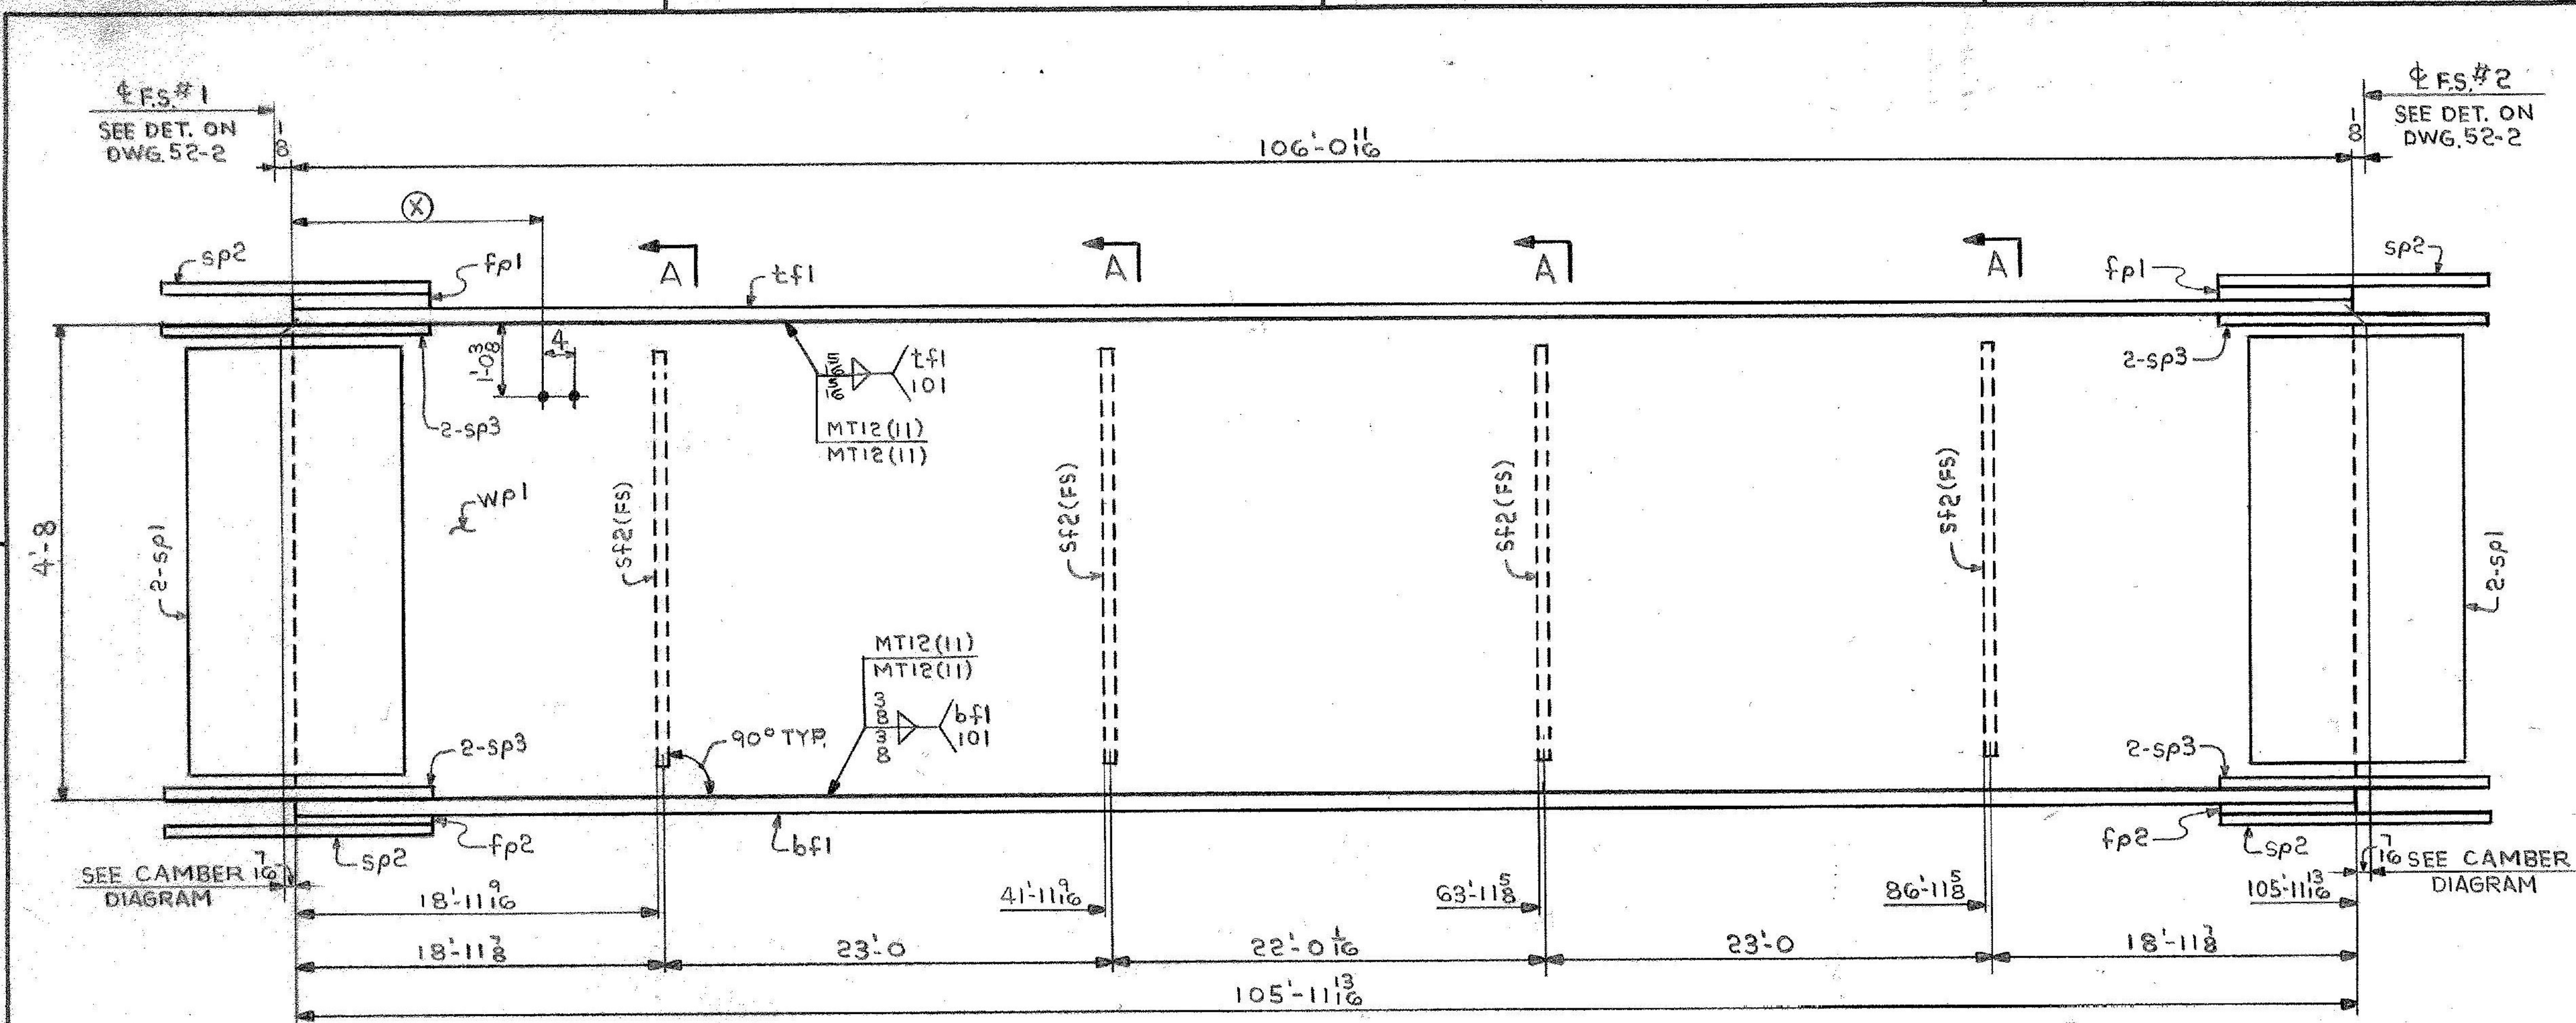 ℄ F.S.#1
SEE DET. ON
DWG. 52-2
1/8
106'-0 11/16
1/8
℄ F.S.#2
SEE DET. ON
DWG. 52-2
X
sp2
fp1
A
tf1
A
A
A
fp1
sp2
1'-0 3/8
4
5/16
5/16
tf1
101
MT12(11)
MT12(11)
2-sp3
2-sp3
wp1
4'-8
2-sp1
sf2(FS)
sf2(FS)
sf2(FS)
sf2(FS)
2-sp1
MT12(11)
MT12(11)
3/8
3/8
bf1
101
90° TYP.
2-sp3
2-sp3
sp2
fp2
bf1
fp2
sp2
SEE CAMBER
DIAGRAM
7/16
7/16
SEE CAMBER
DIAGRAM
18'-11 9/16
41'-11 9/16
63'-11 5/8
86'-11 5/8
105'-11 13/16
18'-11 7/8
23'-0
22'-0 1/16
23'-0
18'-11 7/8
105'-11 13/16